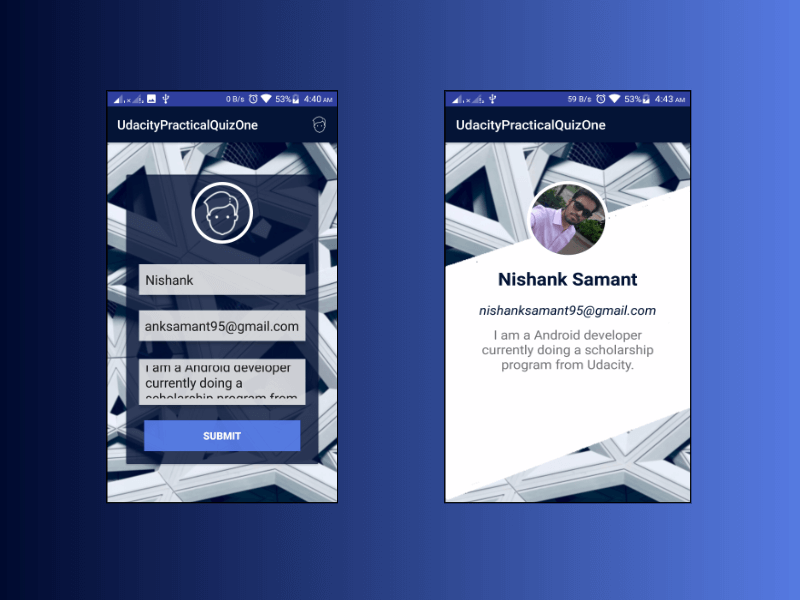 0 B/s 53% 4:40 AM
UdacityPracticalQuizOne
Nishank
anksamant95@gmail.com
I am a Android developer
currently doing a
scholarship program from
SUBMIT
59 B/s 53% 4:43 AM
UdacityPracticalQuizOne
Nishank Samant
nishanksamant95@gmail.com
I am a Android developer
currently doing a scholarship
program from Udacity.